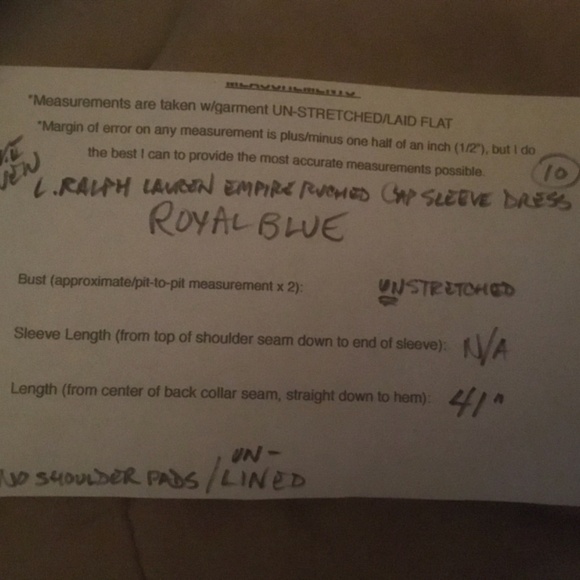 *Measurements are taken w/garment UN-STRETCHED/LAID FLAT
*Margin of error on any measurement is plus/minus one half of an inch (1/2"), but I do
the best I can to provide the most accurate measurements possible.
10
L. RALPH LAUREN EMPIRE RUCHED CAP SLEEVE DRESS
ROYAL BLUE
Bust (approximate/pit-to-pit measurement x 2): UNSTRETCHED
Sleeve Length (from top of shoulder seam down to end of sleeve): N/A
Length (from center of back collar seam, straight down to hem): 41"
UN-
NO SHOULDER PADS / LINED